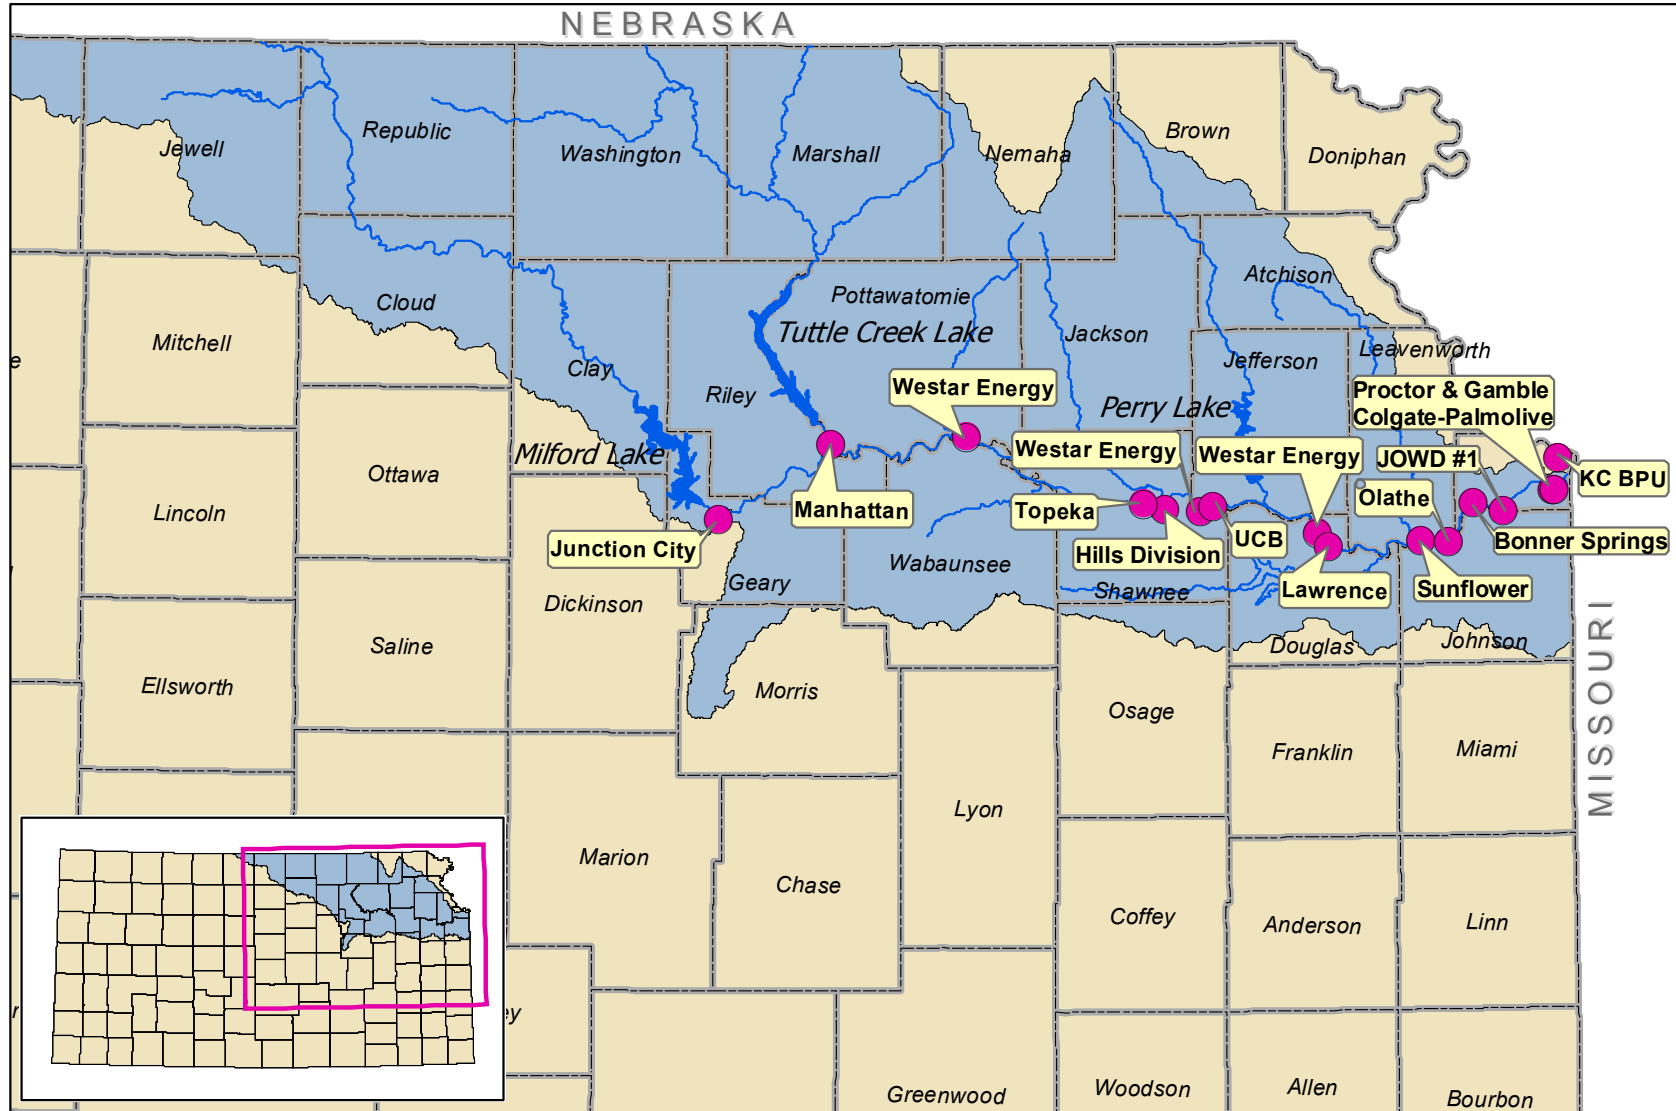 NEBRASKA
Republic
Jewell
Washington
Marshall
Nemaha
Brown
Doniphan
Cloud
Pottawatomie
Atchison
Tuttle Creek Lake
Mitchell
Clay
Jackson
Jefferson
Leavenworth
Riley
Westar Energy
Perry Lake
Proctor & Gamble
Colgate-Palmolive
Milford Lake
Westar Energy
Westar Energy
JOWD #1
KC BPU
Ottawa
Lincoln
Manhattan
Topeka
Olathe
Junction City
Hills Division
UCB
Bonner Springs
Geary
Wabaunsee
Shawnee
Lawrence
Sunflower
Dickinson
Saline
Douglas
Johnson
MISSOURI
Ellsworth
Morris
Osage
Franklin
Miami
Lyon
Marion
Chase
Coffey
Anderson
Linn
ey
Greenwood
Woodson
Allen
Bourbon
e